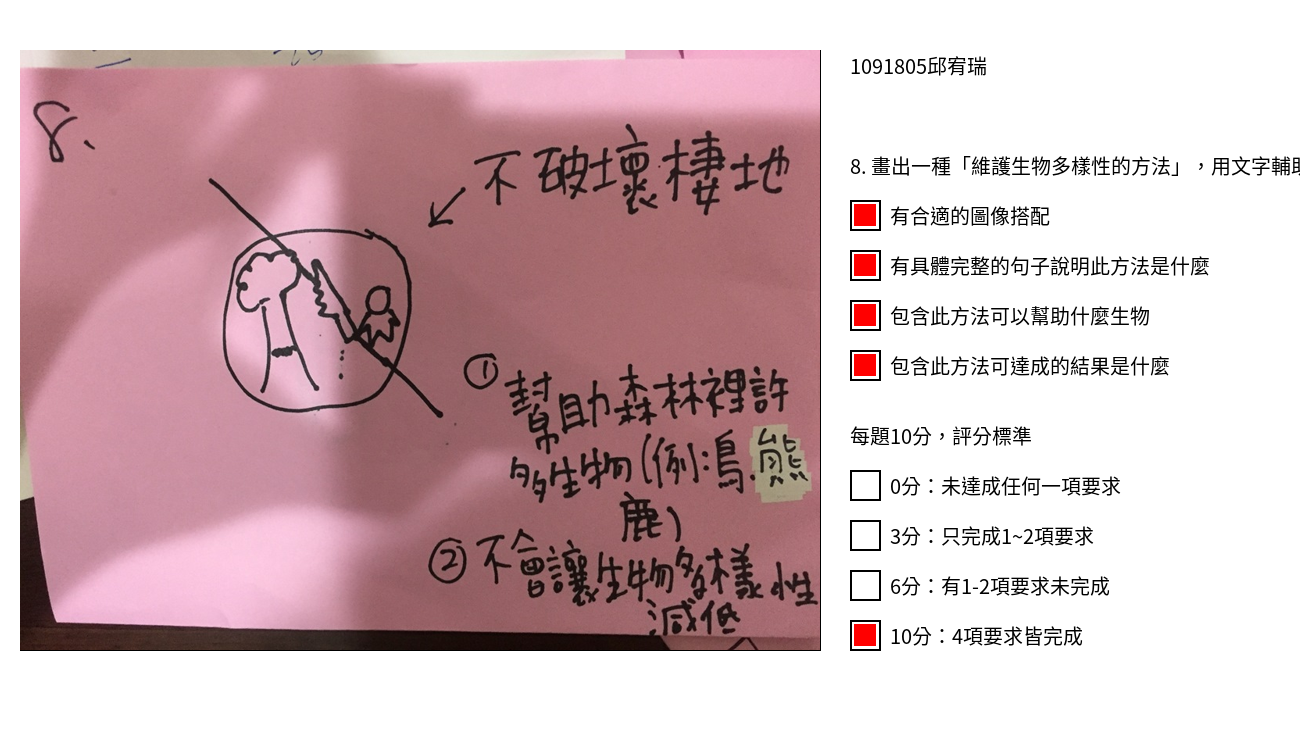 8.
不破壞棲地
① 幫助森林裡許
多生物(例:鳥.熊
鹿)
② 不會讓生物多樣性
減低
1091805邱宥瑞
8. 畫出一種「維護生物多樣性的方法」，用文字輔
有合適的圖像搭配
有具體完整的句子說明此方法是什麼
包含此方法可以幫助什麼生物
包含此方法可達成的結果是什麼
每題10分，評分標準
0分：未達成任何一項要求
3分：只完成1~2項要求
6分：有1-2項要求未完成
10分：4項要求皆完成